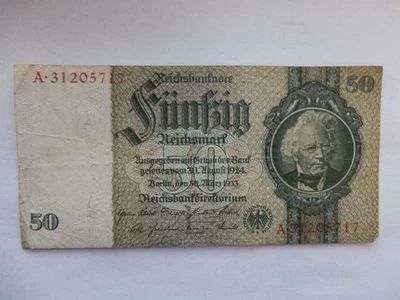 A·31205717
Reichsbanknote
50
Fünfzig
Reichsmark
50
Ausgegeben auf Grund des Bank-
gesetzes vom 30. August 1924
Berlin, den 30. März 1933
Reichsbankdirektorium
50
A·31205717